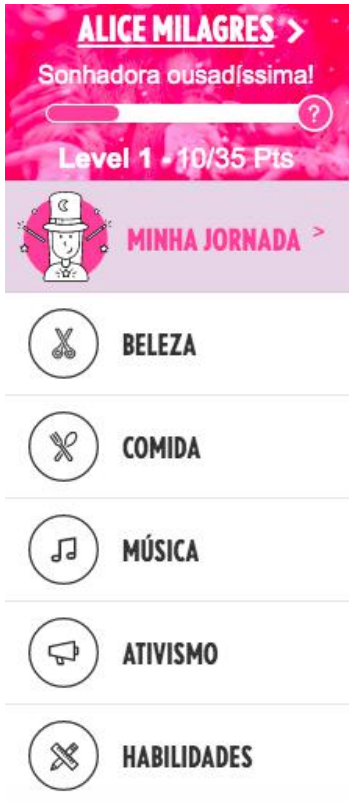 ALICE MILAGRES >
Sonhadora ousadíssima!
?
Level 1 - 10/35 Pts
MINHA JORNADA >
BELEZA
COMIDA
MÚSICA
ATIVISMO
HABILIDADES